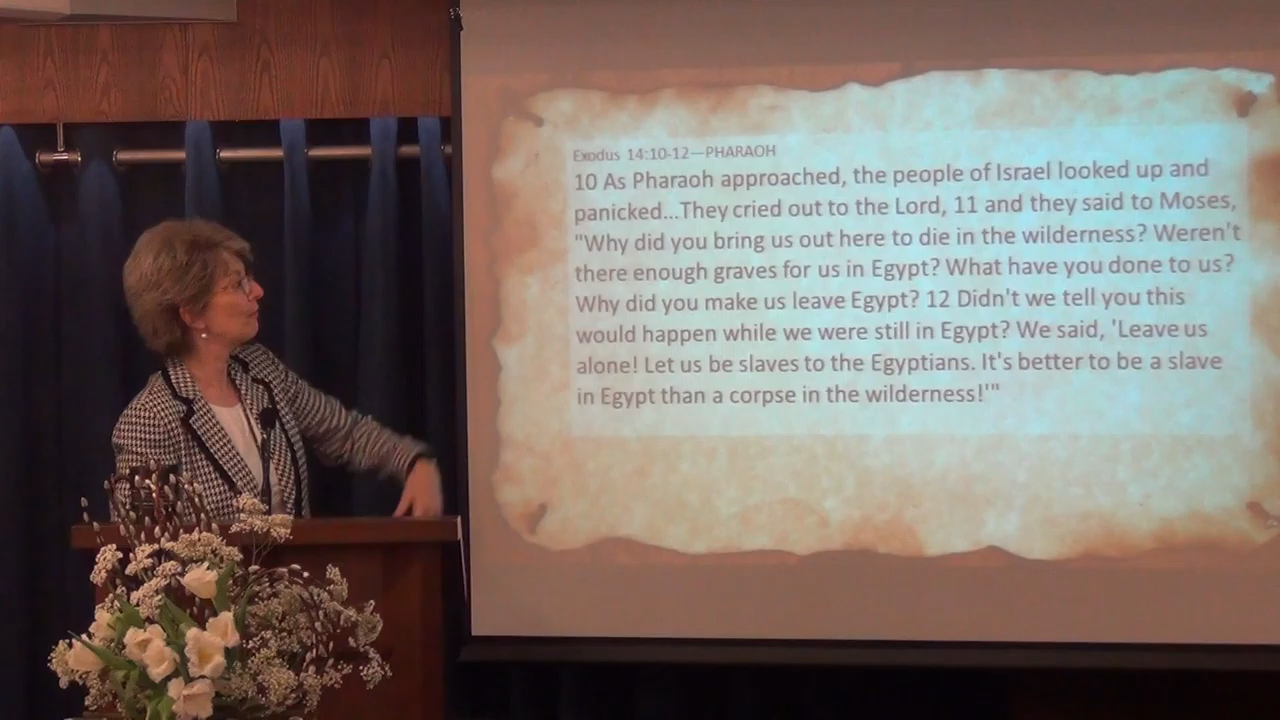 Exodus 14:10-12—PHARAOH
10 As Pharaoh approached, the people of Israel looked up and
panicked...They cried out to the Lord, 11 and they said to Moses,
"Why did you bring us out here to die in the wilderness? Weren't
there enough graves for us in Egypt? What have you done to us?
Why did you make us leave Egypt? 12 Didn't we tell you this
would happen while we were still in Egypt? We said, 'Leave us
alone! Let us be slaves to the Egyptians. It's better to be a slave
in Egypt than a corpse in the wilderness!'"